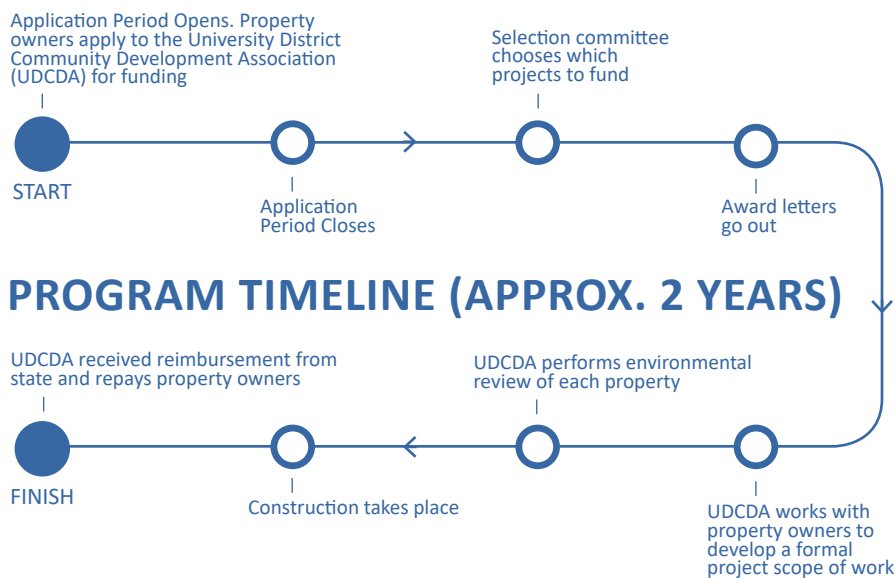 Application Period Opens. Property
owners apply to the University District
Community Development Association
(UDCDA) for funding
START
Application
Period Closes
Selection committee
chooses which
projects to fund
Award letters
go out
PROGRAM TIMELINE (APPROX. 2 YEARS)
UDCDA works with
property owners to
develop a formal
project scope of work
UDCDA performs environmental
review of each property
Construction takes place
UDCDA received reimbursement from
state and repays property owners
FINISH